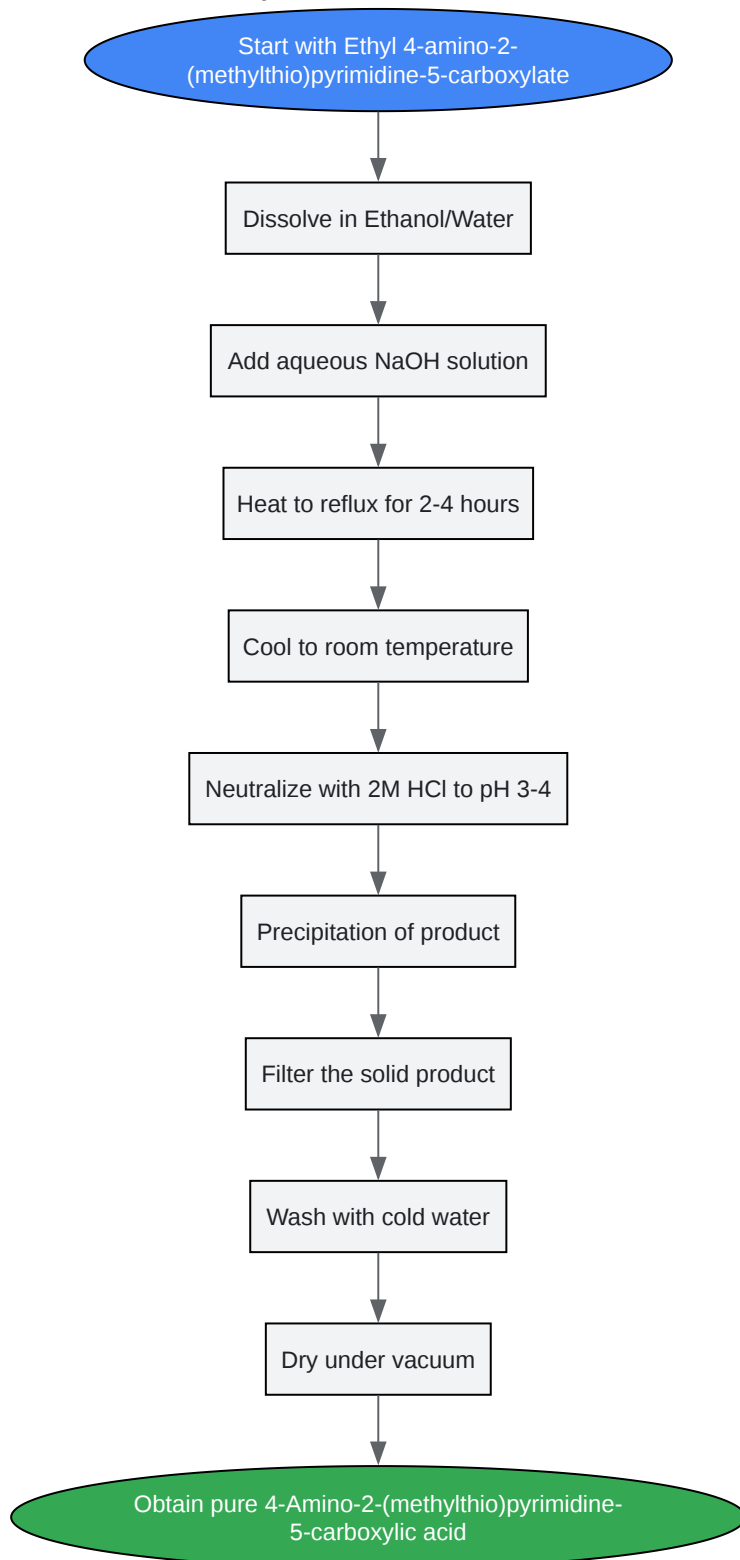 Start with Ethyl 4-amino-2-
(methylthio)pyrimidine-5-carboxylate
Dissolve in Ethanol/Water
Add aqueous NaOH solution
Heat to reflux for 2-4 hours
Cool to room temperature
Neutralize with 2M HCl to pH 3-4
Precipitation of product
Filter the solid product
Wash with cold water
Dry under vacuum
Obtain pure 4-Amino-2-(methylthio)pyrimidine-
5-carboxylic acid